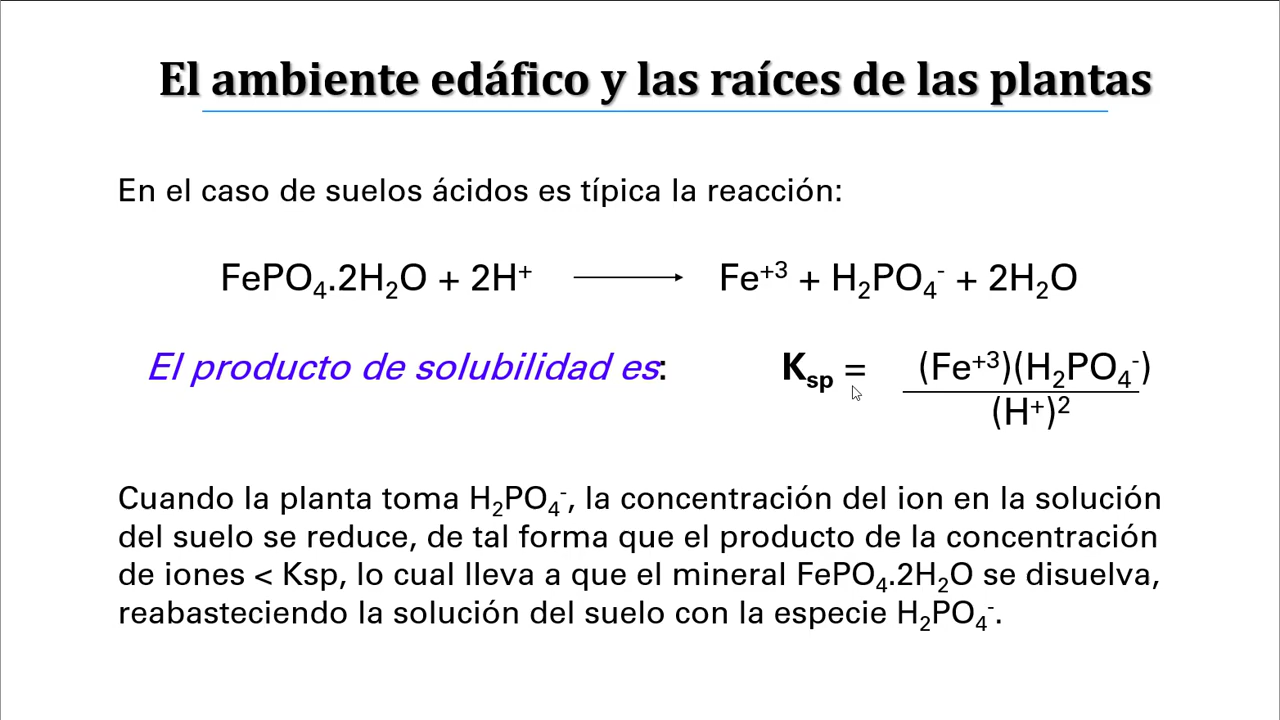 El ambiente edáfico y las raíces de las plantas
En el caso de suelos ácidos es típica la reacción:
FePO₄.2H₂O + 2H⁺ ⟶ Fe⁺³ + H₂PO₄⁻ + 2H₂O
El producto de solubilidad es: Kₛₚ = (Fe⁺³)(H₂PO₄⁻)
(H⁺)²
Cuando la planta toma H₂PO₄⁻, la concentración del ion en la solución
del suelo se reduce, de tal forma que el producto de la concentración
de iones < Ksp, lo cual lleva a que el mineral FePO₄.2H₂O se disuelva,
reabasteciendo la solución del suelo con la especie H₂PO₄⁻.